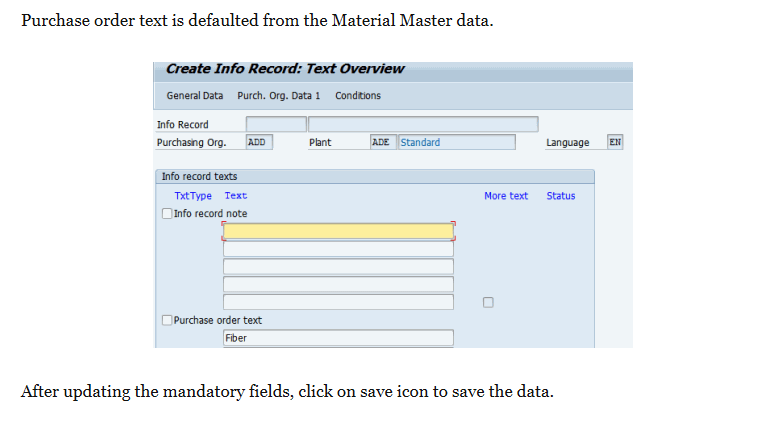 Purchase order text is defaulted from the Material Master data.
Create Info Record: Text Overview
General Data Purch. Org. Data 1 Conditions
Info Record
Purchasing Org. ADD Plant ADE Standard Language EN
Info record texts
TxtType Text More text Status
Info record note
Purchase order text
Fiber
After updating the mandatory fields, click on save icon to save the data.